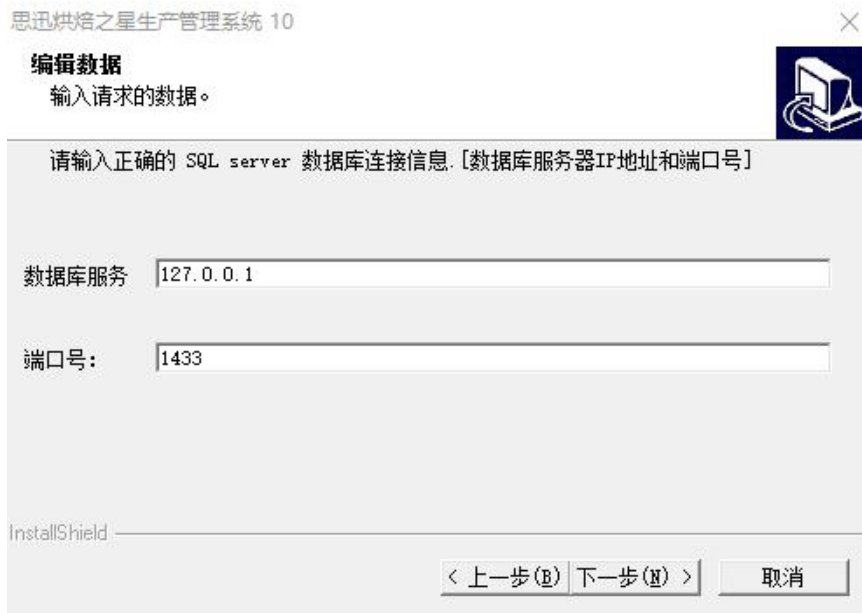 思迅烘焙之星生产管理系统 10
编辑数据
输入请求的数据。
请输入正确的 SQL server 数据库连接信息.[数据库服务器IP地址和端口号]
数据库服务 127.0.0.1
端口号: 1433
InstallShield
< 上一步(B) 下一步(N) > 取消